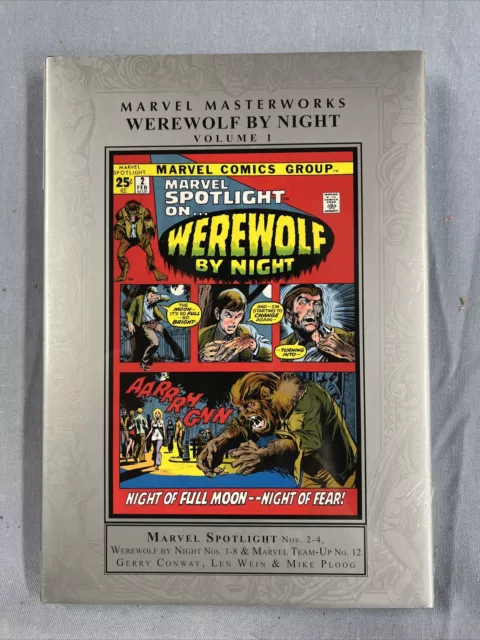 MARVEL MASTERWORKS
WEREWOLF BY NIGHT
VOLUME 1
MARVEL SPOTLIGHT
MARVEL COMICS GROUP
25¢ 2 FEB
MARVEL
SPOTLIGHT
ON...
WEREWOLF
BY NIGHT
THE
MOON--
IT'S SO FULL
--SO
BRIGHT
AND--I'M
STARTING TO
CHANGE
AGAIN--
--TURNING
INTO--
AARRRH
GNN
NIGHT OF FULL MOON--NIGHT OF FEAR!
MARVEL SPOTLIGHT NOS. 2-4,
WEREWOLF BY NIGHT NOS. 1-8 & MARVEL TEAM-UP NO. 12
GERRY CONWAY, LEN WEIN & MIKE PLOOG